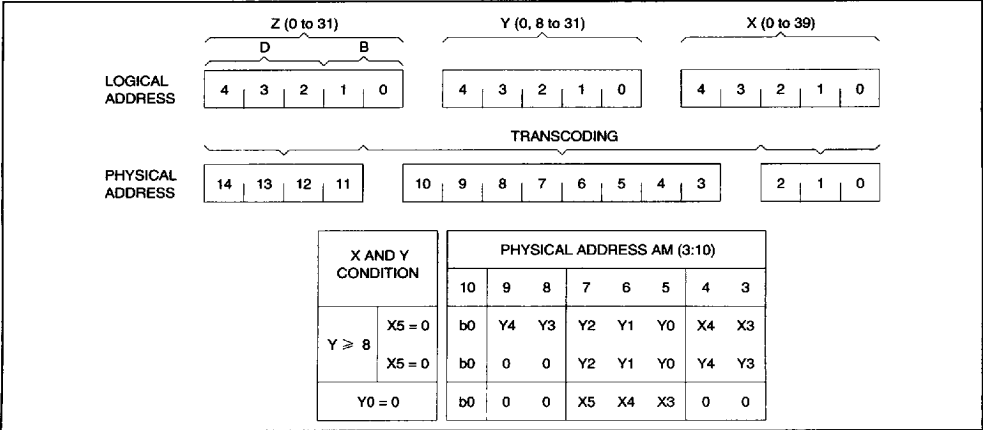 Z (0 to 31) Y (0, 8 to 31) X (0 to 39)
D B
LOGICAL ADDRESS 4 3 2 1 0 4 3 2 1 0 4 3 2 1 0
TRANSCODING
PHYSICAL ADDRESS 14 13 12 11 10 9 8 7 6 5 4 3 2 1 0
X AND Y CONDITION PHYSICAL ADDRESS AM (3:10)
10 9 8 7 6 5 4 3
Y ⩾ 8 X5 = 0 b0 Y4 Y3 Y2 Y1 Y0 X4 X3
X5 = 0 b0 0 0 Y2 Y1 Y0 Y4 Y3
Y0 = 0 b0 0 0 X5 X4 X3 0 0